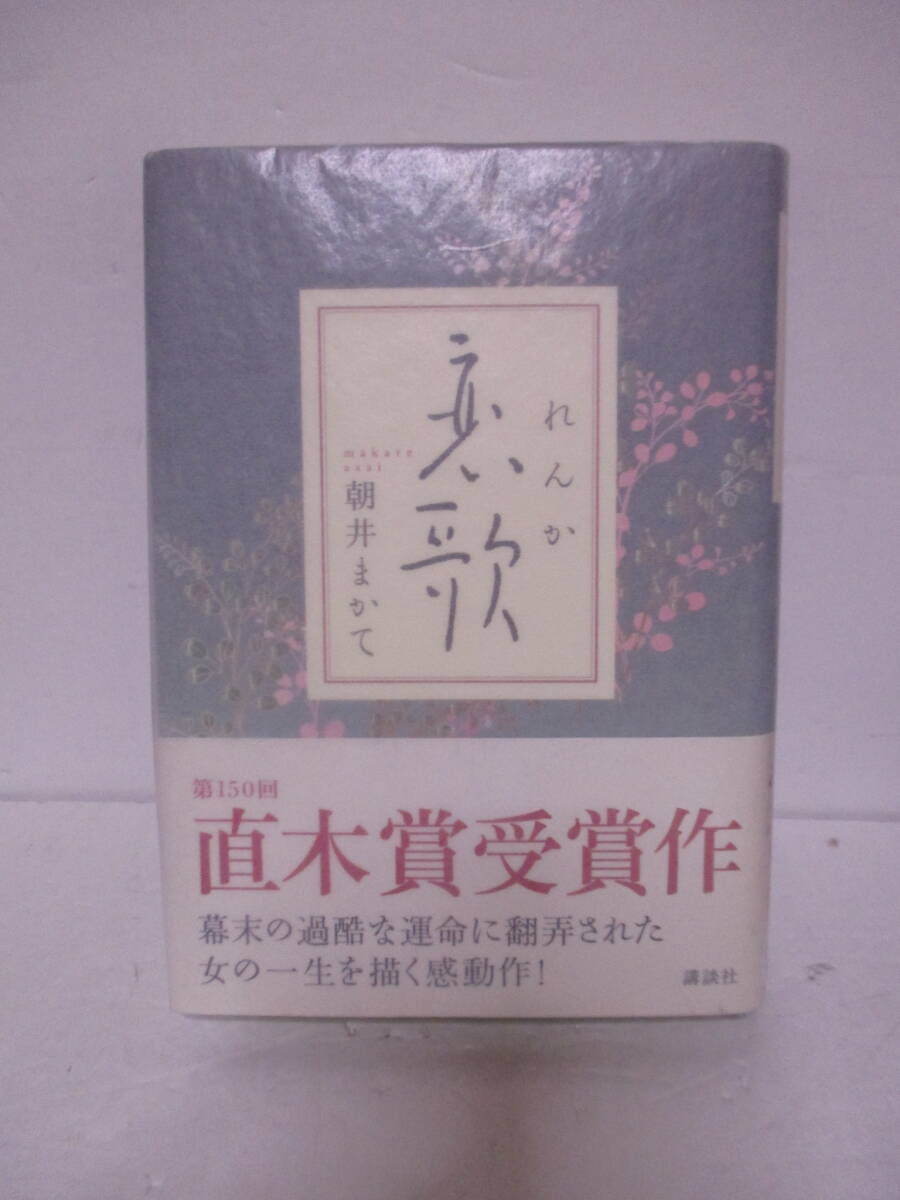 れんか
恋歌
makate
asai
朝井まかて
第150回
直木賞受賞作
幕末の過酷な運命に翻弄された
女の一生を描く感動作！
講談社